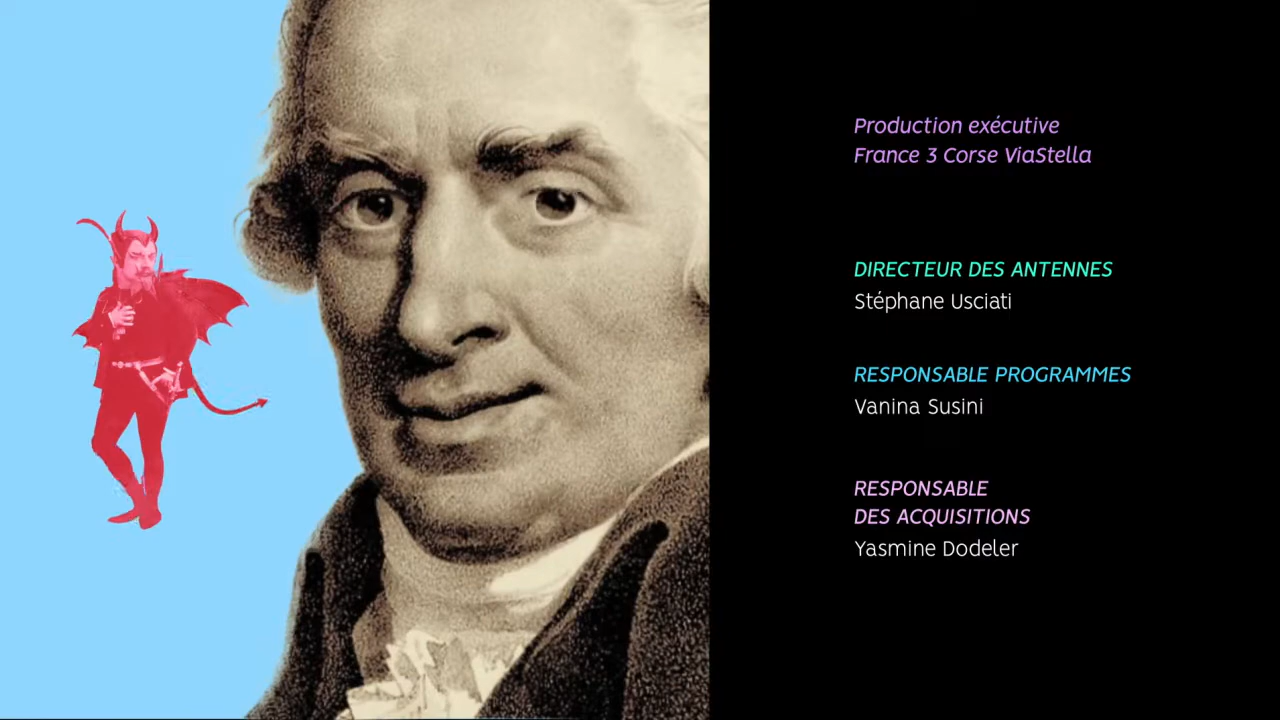 Production exécutive
France 3 Corse ViaStella
DIRECTEUR DES ANTENNES
Stéphane Usciati
RESPONSABLE PROGRAMMES
Vanina Susini
RESPONSABLE
DES ACQUISITIONS
Yasmine Dodeler